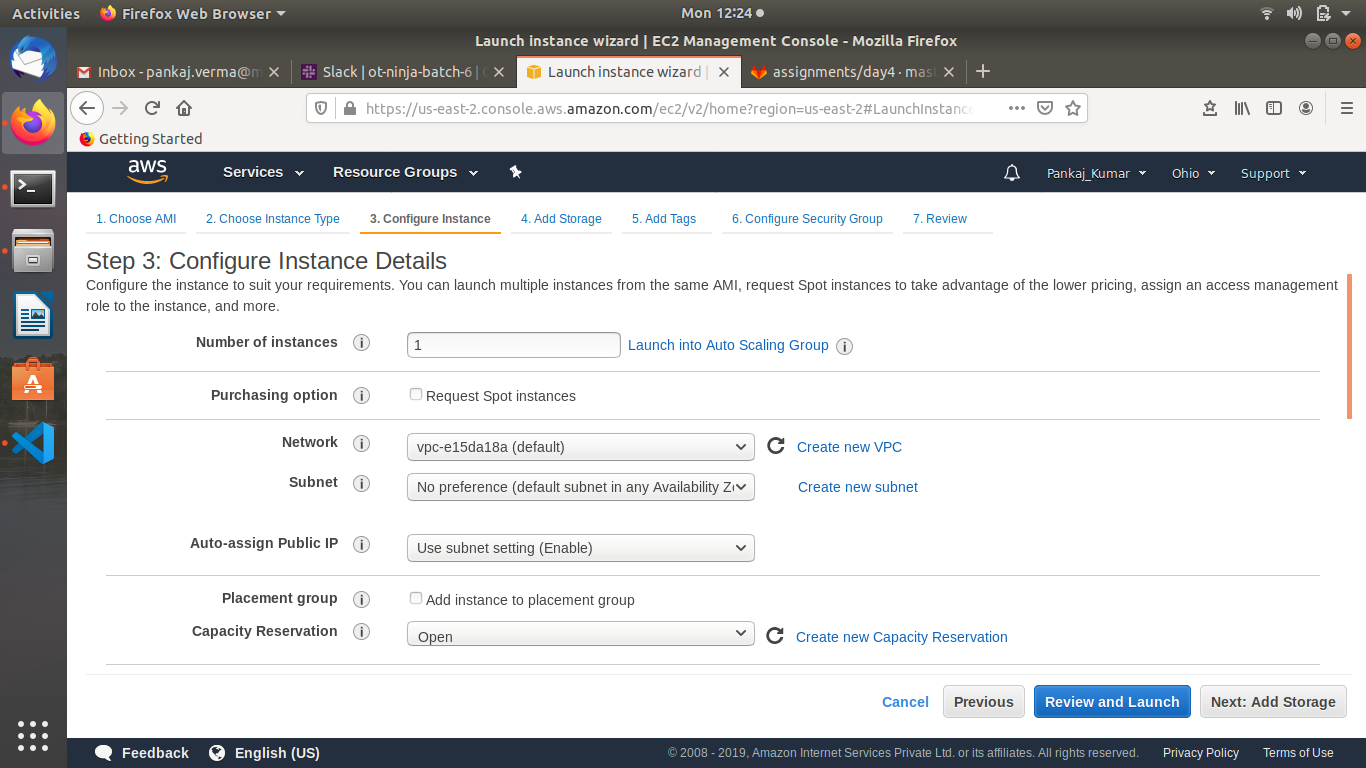 Activities Firefox Web Browser Mon 12:24
Launch instance wizard | EC2 Management Console - Mozilla Firefox
Inbox - pankaj.verma@m Slack | ot-ninja-batch-6 | Launch instance wizard | assignments/day4 · mast
https://us-east-2.console.aws.amazon.com/ec2/v2/home?region=us-east-2#LaunchInstance
Getting Started
aws Services Resource Groups Pankaj_Kumar Ohio Support
1. Choose AMI 2. Choose Instance Type 3. Configure Instance 4. Add Storage 5. Add Tags 6. Configure Security Group 7. Review
Step 3: Configure Instance Details
Configure the instance to suit your requirements. You can launch multiple instances from the same AMI, request Spot instances to take advantage of the lower pricing, assign an access management
role to the instance, and more.
Number of instances i 1 Launch into Auto Scaling Group i
Purchasing option i Request Spot instances
Network i vpc-e15da18a (default) Create new VPC
Subnet i No preference (default subnet in any Availability Zo Create new subnet
Auto-assign Public IP i Use subnet setting (Enable)
Placement group i Add instance to placement group
Capacity Reservation i Open Create new Capacity Reservation
Cancel Previous Review and Launch Next: Add Storage
Feedback English (US) © 2008 - 2019, Amazon Internet Services Private Ltd. or its affiliates. All rights reserved. Privacy Policy Terms of Use